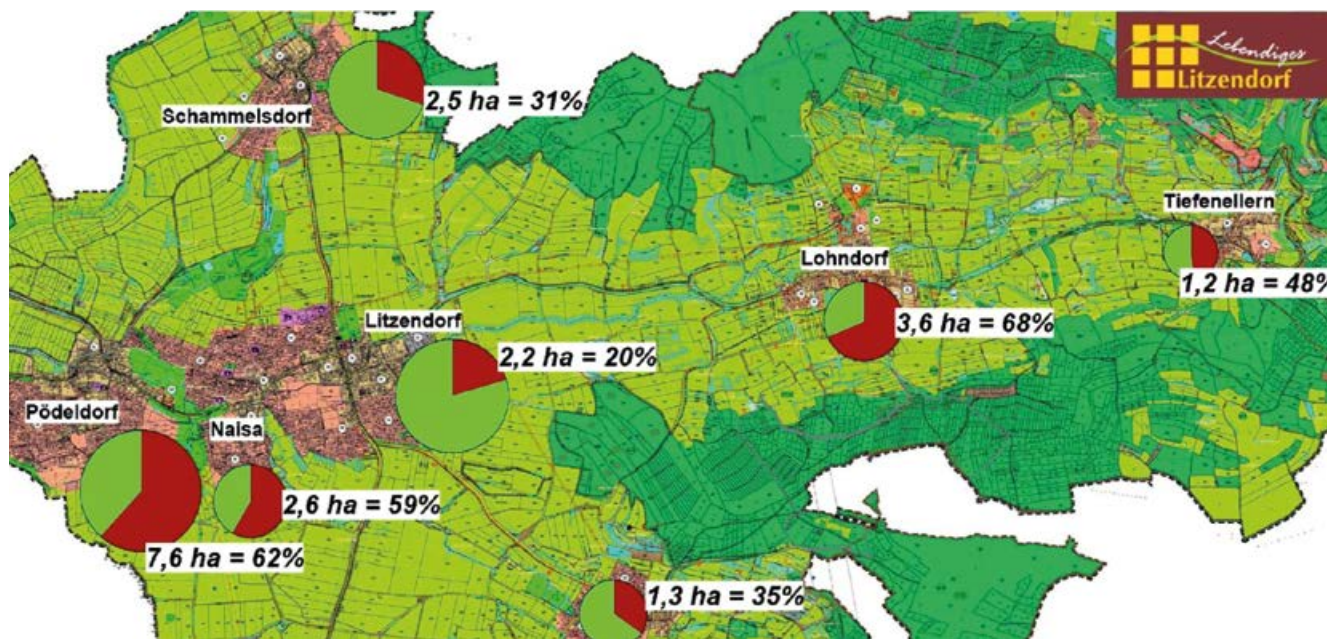 Lebendiges
Litzendorf
Schammelsdorf
2,5 ha = 31%
Tiefenellern
1,2 ha = 48%
Lohndorf
3,6 ha = 68%
Litzendorf
2,2 ha = 20%
Pödeldorf
7,6 ha = 62%
Naisa
2,6 ha = 59%
1,3 ha = 35%